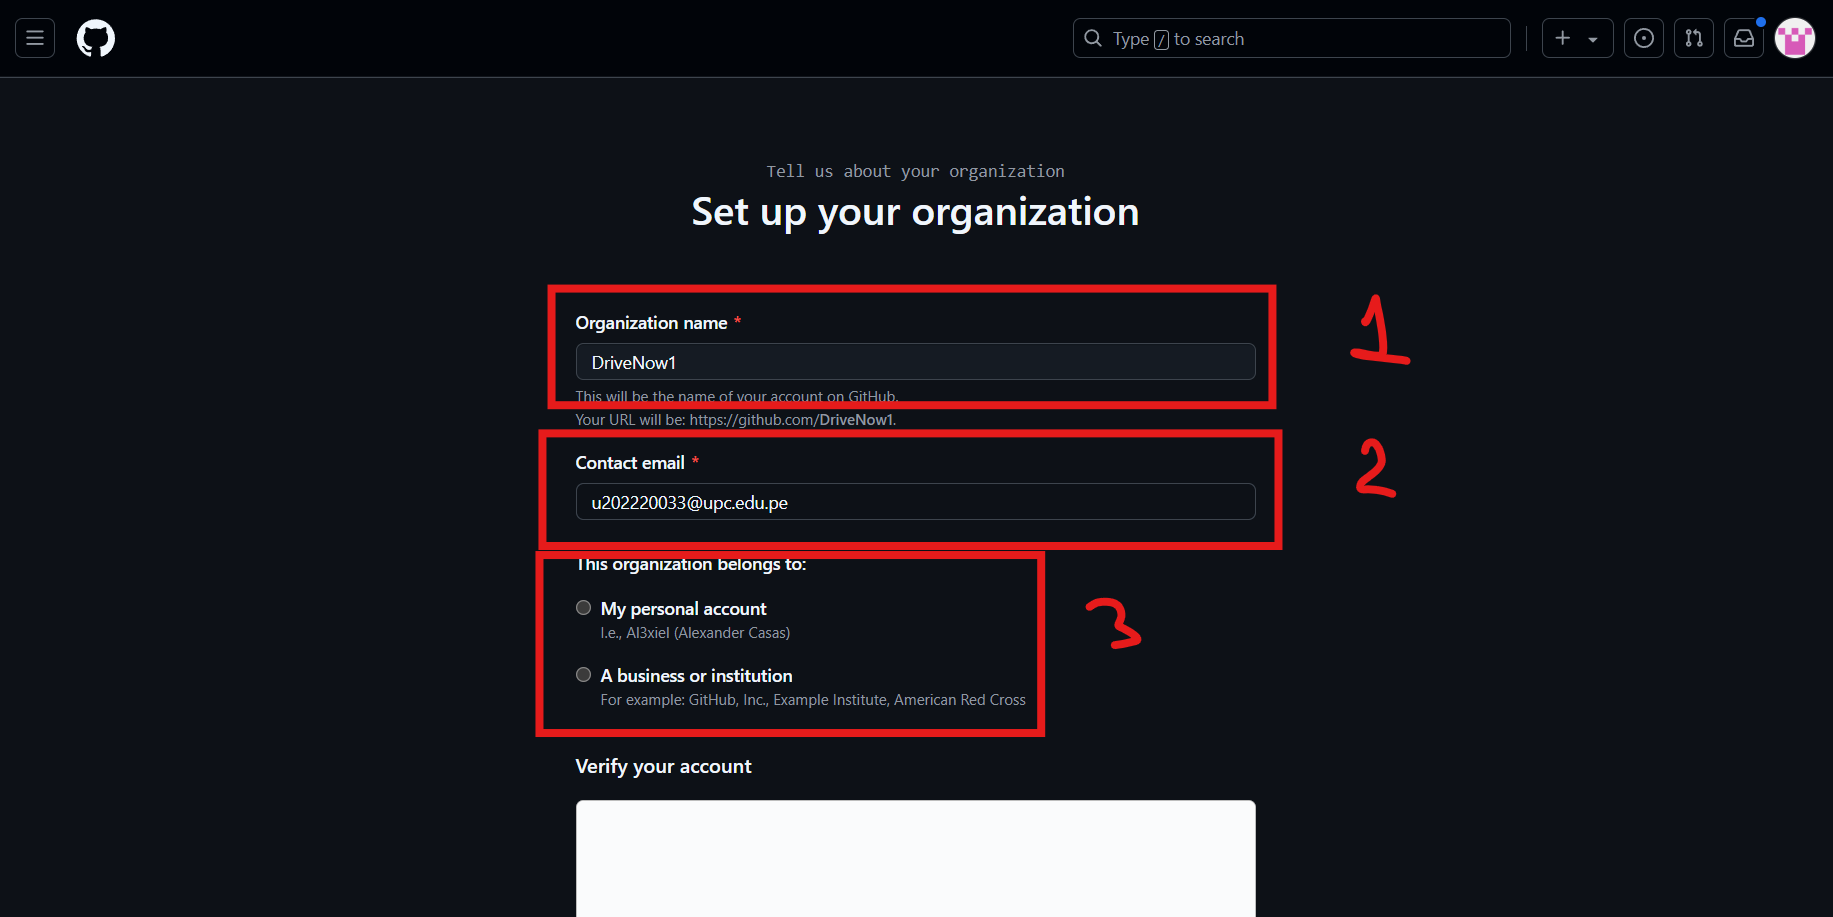 Type / to search
Tell us about your organization
Set up your organization
Organization name *
DriveNow1
This will be the name of your account on GitHub.
Your URL will be: https://github.com/DriveNow1.
1
Contact email *
u202220033@upc.edu.pe
2
This organization belongs to:
My personal account
I.e., Al3xiel (Alexander Casas)
A business or institution
For example: GitHub, Inc., Example Institute, American Red Cross
3
Verify your account